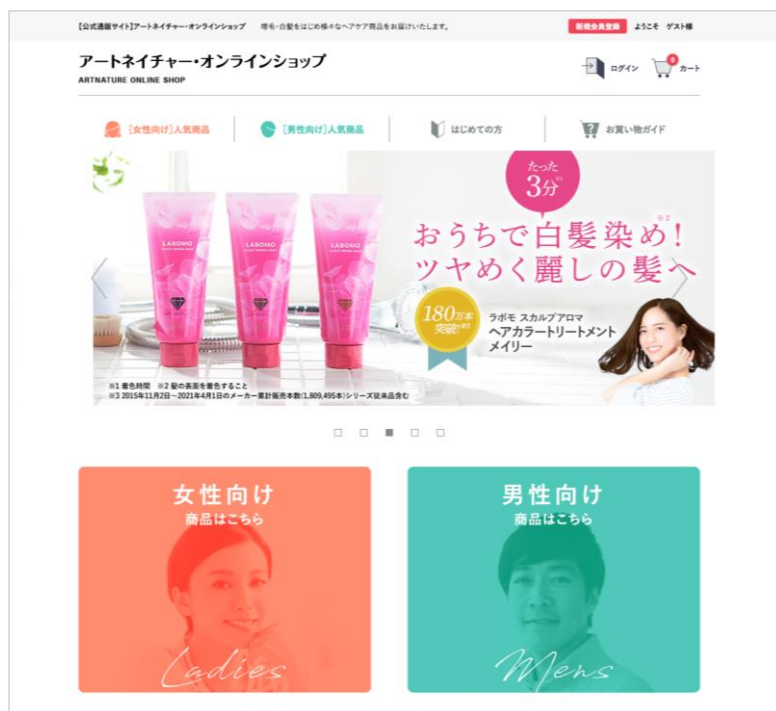 【公式通販サイト】アートネイチャー・オンラインショップ 増毛・白髪をはじめ様々なヘアケア商品をお届けいたします。 新規会員登録 ようこそ ゲスト様
アートネイチャー・オンラインショップ
ARTNATURE ONLINE SHOP
ログイン 0 カート
[女性向け]人気商品 [男性向け]人気商品 はじめての方 お買い物ガイド
たった
3分※1
おうちで白髪染め!※2
ツヤめく麗しの髪へ
LABOMO LABOMO LABOMO
180万本
突破!※3
ラボモ スカルプアロマ
ヘアカラートリートメント
メイリー
※1 着色時間 ※2 髪の表面を着色すること
※3 2015年11月2日~2021年4月1日のメーカー累計販売本数(1,809,495本)シリーズ従来品含む
女性向け
商品はこちら
Ladies
男性向け
商品はこちら
Mens